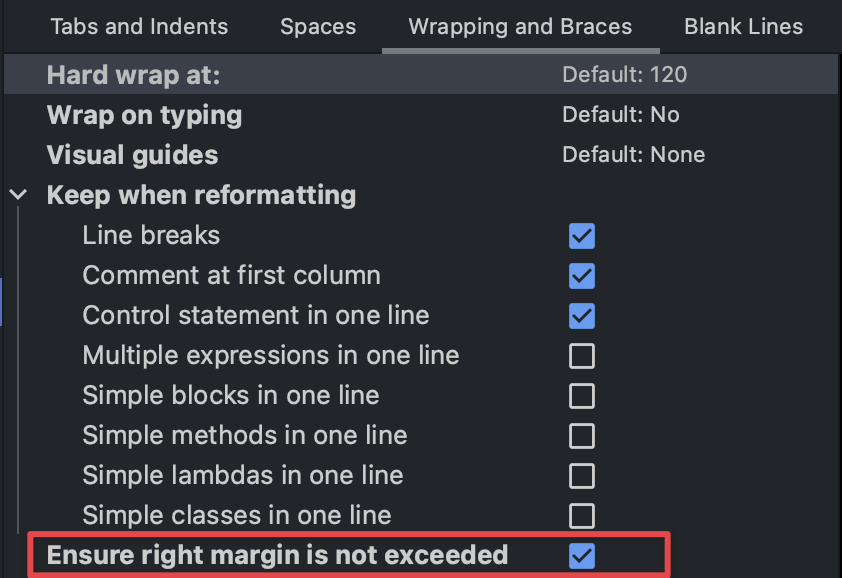 Tabs and Indents Spaces Wrapping and Braces Blank Lines
Hard wrap at: Default: 120
Wrap on typing Default: No
Visual guides Default: None
Keep when reformatting
Line breaks
Comment at first column
Control statement in one line
Multiple expressions in one line
Simple blocks in one line
Simple methods in one line
Simple lambdas in one line
Simple classes in one line
Ensure right margin is not exceeded